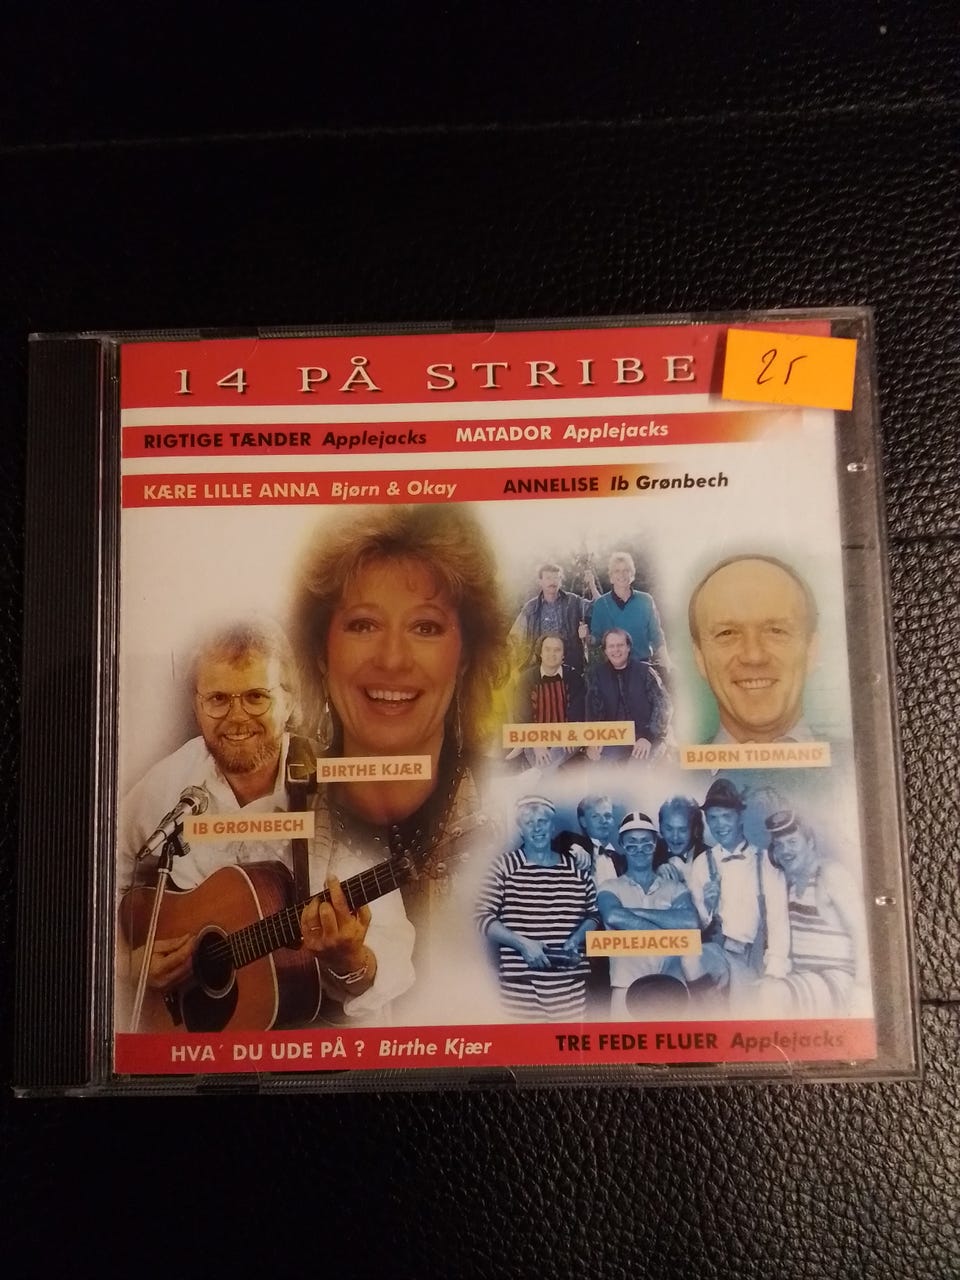 14 PÅ STRIBE
25
RIGTIGE TÆNDER Applejacks MATADOR Applejacks
KÆRE LILLE ANNA Bjørn & Okay ANNELISE Ib Grønbech
BJØRN & OKAY
BJØRN TIDMAND
BIRTHE KJÆR
IB GRØNBECH
APPLEJACKS
HVA' DU UDE PÅ? Birthe Kjær TRE FEDE FLUER Applejacks